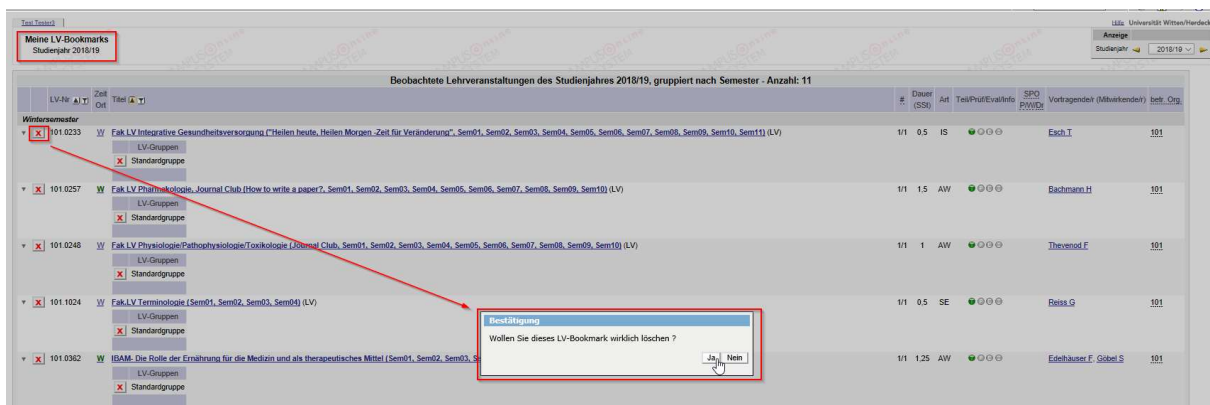 Text Tester3
Hilfe Universität Witten/Herdeck
Meine LV-Bookmarks
Studienjahr 2018/19
Anzeige
Studienjahr 2018/19
Beobachtete Lehrveranstaltungen des Studienjahres 2018/19, gruppiert nach Semester - Anzahl: 11
LV-Nr Zeit Ort Titel # Dauer (SSt) Art Teil/Prüf/Eval/Info SPO P/W/Dr Vortragende/r (Mitwirkende/r) betr. Org.
Wintersemester
X 101.0233 W Fak LV Integrative Gesundheitsversorgung ("Heilen heute, Heilen Morgen -Zeit für Veränderung", Sem01, Sem02, Sem03, Sem04, Sem05, Sem06, Sem07, Sem08, Sem09, Sem10, Sem11) (LV) 1/1 0,5 IS Esch T 101
LV-Gruppen
X Standardgruppe
X 101.0257 W Fak LV Pharmakologie, Journal Club (How to write a paper?, Sem01, Sem02, Sem03, Sem04, Sem05, Sem06, Sem07, Sem08, Sem09, Sem10) (LV) 1/1 1,5 AW Bachmann H 101
LV-Gruppen
X Standardgruppe
X 101.0248 W Fak LV Physiologie/Pathophysiologie/Toxikologie (Journal Club, Sem01, Sem02, Sem03, Sem04, Sem05, Sem06, Sem07, Sem08, Sem09, Sem10) (LV) 1/1 1 AW Thevenod F 101
LV-Gruppen
X Standardgruppe
X 101.1024 W Fak.LV Terminologie (Sem01, Sem02, Sem03, Sem04) (LV) 1/1 0,5 SE Reiss G 101
LV-Gruppen
X Standardgruppe
Bestätigung
Wollen Sie dieses LV-Bookmark wirklich löschen ?
Ja Nein
X 101.0362 W IBAM- Die Rolle der Ernährung für die Medizin und als therapeutisches Mittel (Sem01, Sem02, Sem03, S 1/1 1,25 AW Edelhäuser F, Göbel S 101
LV-Gruppen
X Standardgruppe